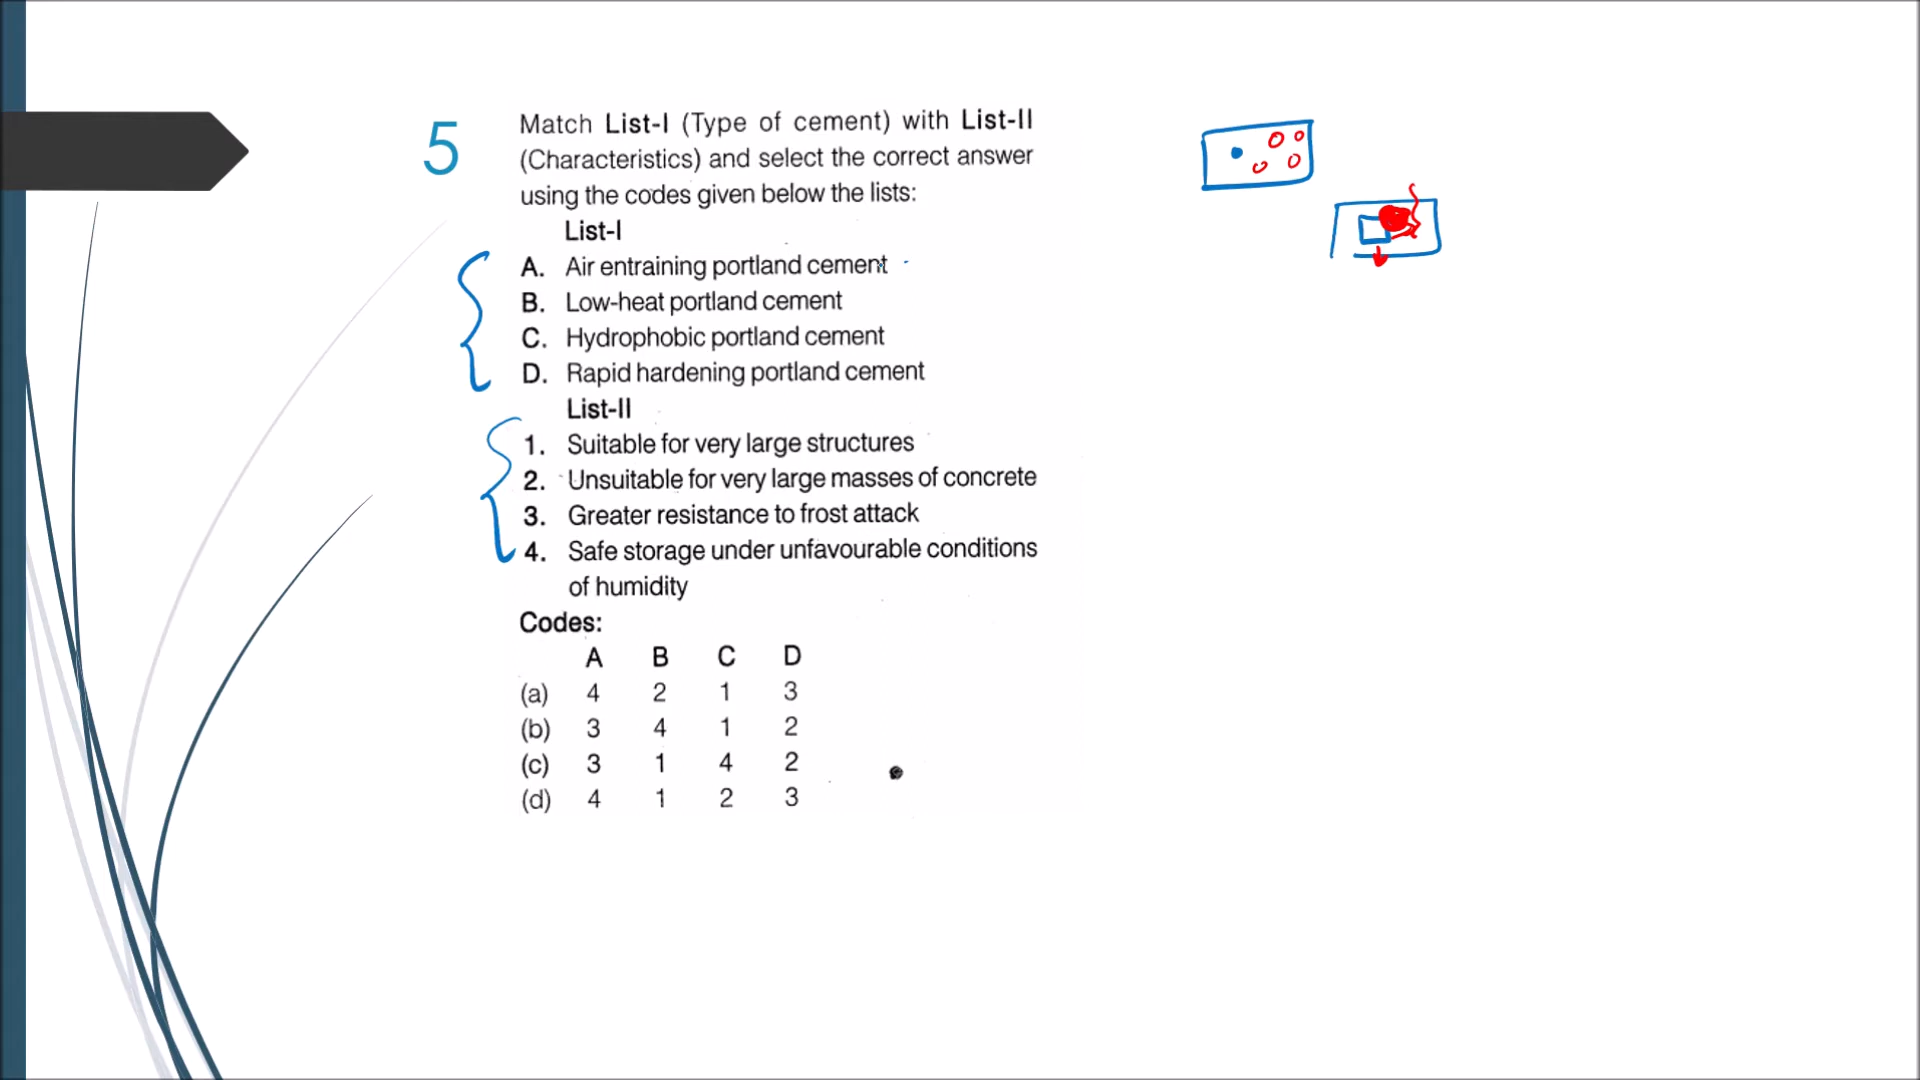 5
Match List-I (Type of cement) with List-II
(Characteristics) and select the correct answer
using the codes given below the lists:
List-I
A. Air entraining portland cement
B. Low-heat portland cement
C. Hydrophobic portland cement
D. Rapid hardening portland cement
List-II
1. Suitable for very large structures
2. Unsuitable for very large masses of concrete
3. Greater resistance to frost attack
4. Safe storage under unfavourable conditions
of humidity
Codes:
A B C D
(a) 4 2 1 3
(b) 3 4 1 2
(c) 3 1 4 2
(d) 4 1 2 3